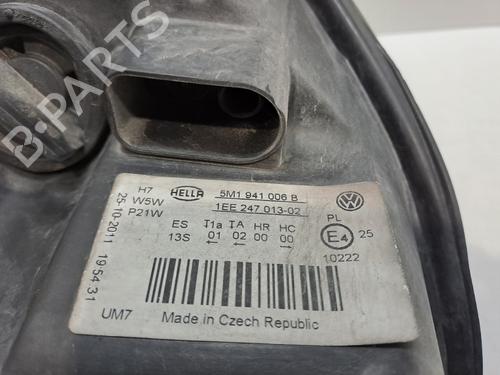 B-PARTS
H7
W5W
P21W
HELLA
5M1 941 006 B
1EE 247 013-02
ES T1a TA HR HC
13S 01 02 00 00
PL
E4 25
10222
25-10-2011 19:54:31
UM7
Made in Czech Republic